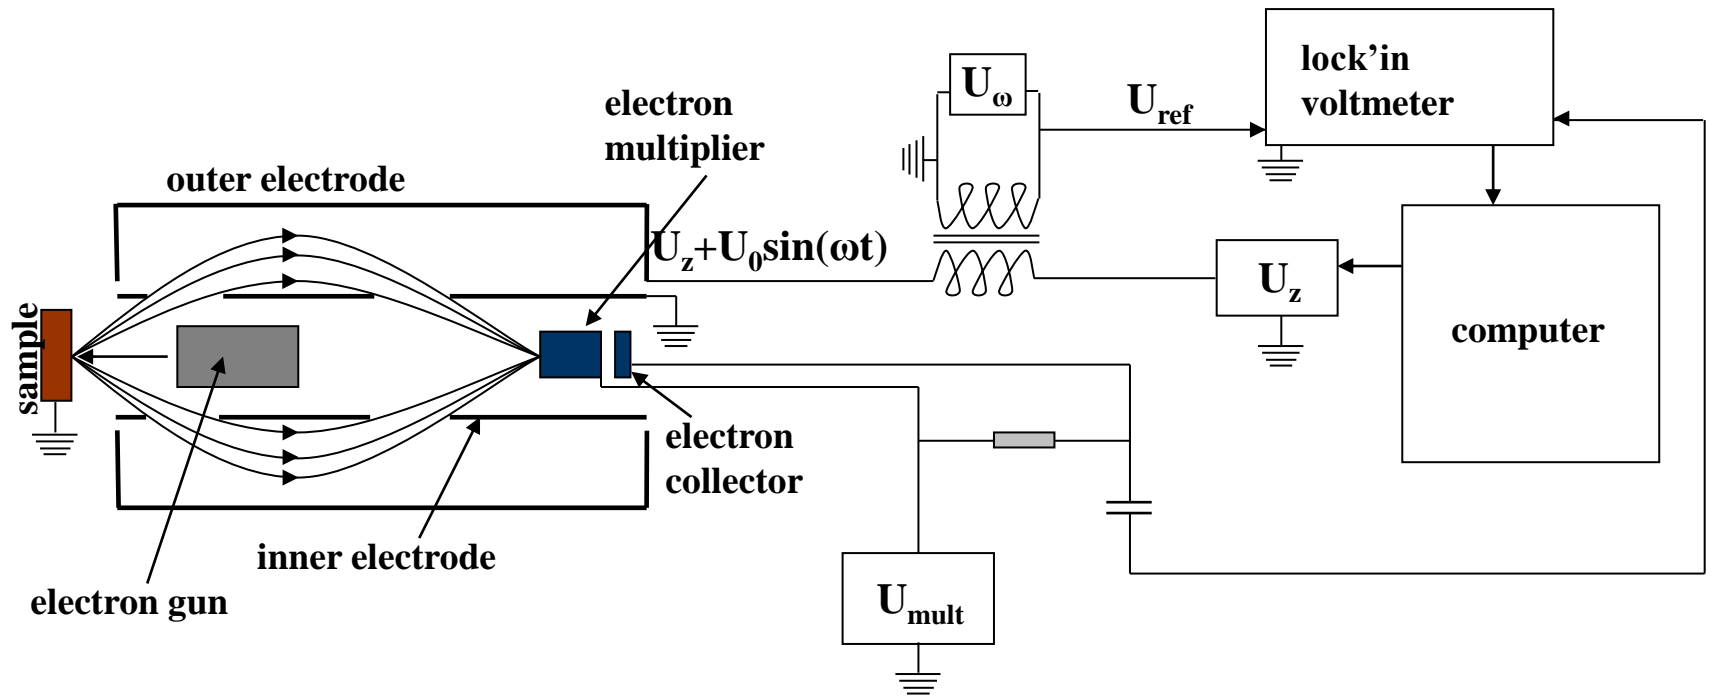 lock'in
voltmeter
U_ω
U_ref
electron
multiplier
outer electrode
U_z+U_0sin(ωt)
U_z
computer
sample
electron
collector
inner electrode
electron gun
U_mult